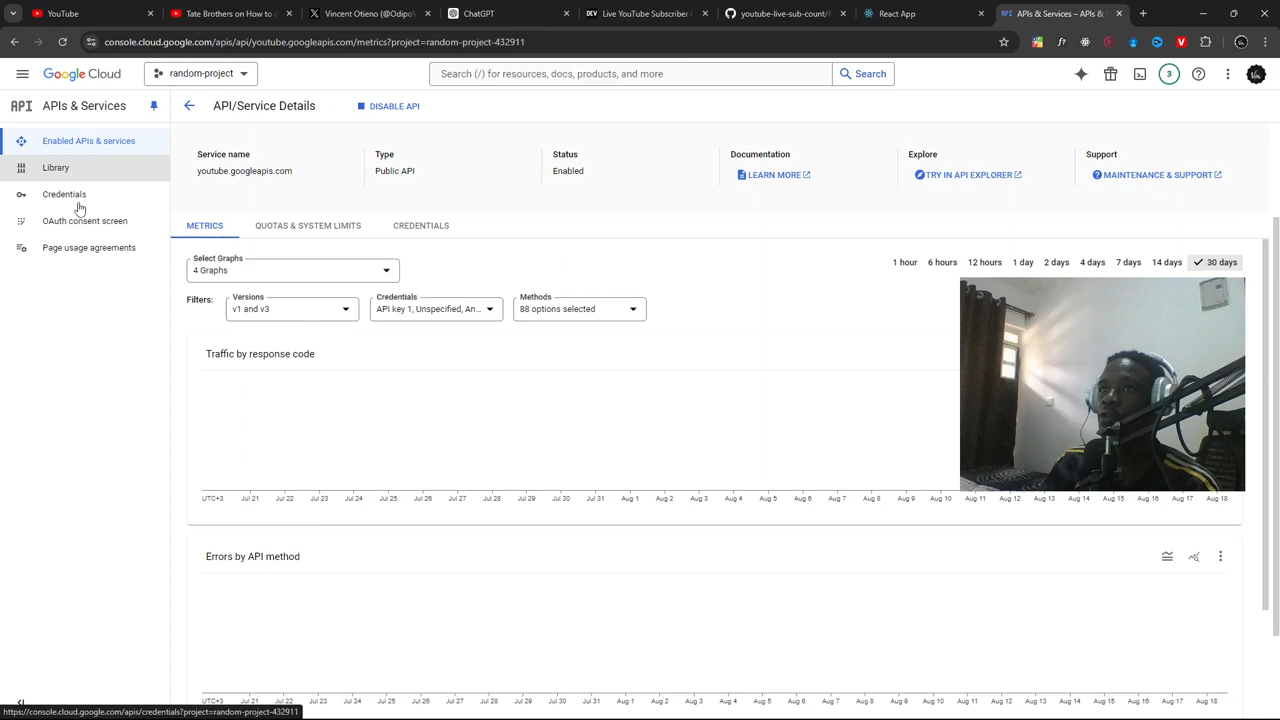 YouTube
Tate Brothers on How to
Vincent Otieno (@Odipo
ChatGPT
DEV
Live YouTube Subscriber
youtube-live-sub-count/
React App
APIs & Services – APIs &
console.cloud.google.com/apis/api/youtube.googleapis.com/metrics?project=random-project-432911
Google Cloud
random-project
Search (/) for resources, docs, products, and more
Search
3
API
APIs & Services
API/Service Details
DISABLE API
Enabled APIs & services
Library
Credentials
OAuth consent screen
Page usage agreements
Service name
youtube.googleapis.com
Type
Public API
Status
Enabled
Documentation
LEARN MORE
Explore
TRY IN API EXPLORER
Support
MAINTENANCE & SUPPORT
METRICS
QUOTAS & SYSTEM LIMITS
CREDENTIALS
Select Graphs
4 Graphs
1 hour
6 hours
12 hours
1 day
2 days
4 days
7 days
14 days
30 days
Filters:
Versions
v1 and v3
Credentials
API key 1, Unspecified, An...
Methods
88 options selected
Traffic by response code
UTC+3 Jul 21 Jul 22 Jul 23 Jul 24 Jul 25 Jul 26 Jul 27 Jul 28 Jul 29 Jul 30 Jul 31 Aug 1 Aug 2 Aug 3 Aug 4 Aug 5 Aug 6 Aug 7 Aug 8 Aug 9 Aug 10 Aug 11 Aug 12 Aug 13 Aug 14 Aug 15 Aug 16 Aug 17 Aug 18
Errors by API method
UTC+3 Jul 21 Jul 22 Jul 23 Jul 24 Jul 25 Jul 26 Jul 27 Jul 28 Jul 29 Jul 30 Jul 31 Aug 1 Aug 2 Aug 3 Aug 4 Aug 5 Aug 6 Aug 7 Aug 8 Aug 9 Aug 10 Aug 11 Aug 12 Aug 13 Aug 14 Aug 15 Aug 16 Aug 17 Aug 18
https://console.cloud.google.com/apis/credentials?project=random-project-432911